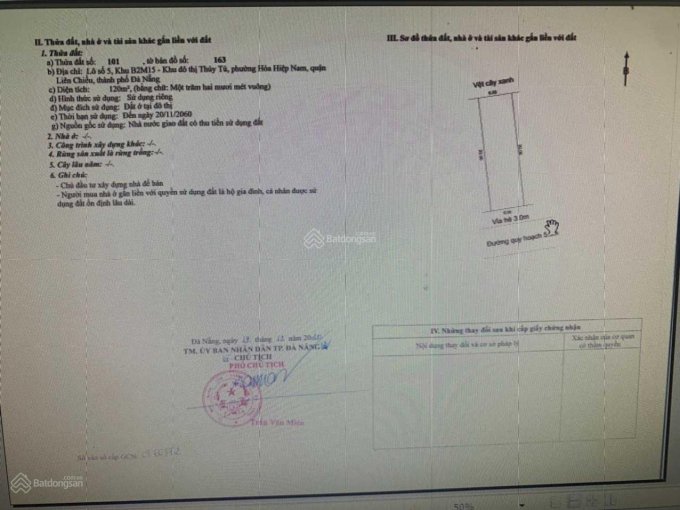 II. Thửa đất, nhà ở và tài sản khác gắn liền với đất
1. Thửa đất:
a) Thửa đất số: 101 , tờ bản đồ số: 163
b) Địa chỉ: Lô số 5, Khu B2M15 - Khu đô thị Thủy Tú, phường Hòa Hiệp Nam, quận
Liên Chiểu, thành phố Đà Nẵng
c) Diện tích: 120m², (bằng chữ: Một trăm hai mươi mét vuông)
d) Hình thức sử dụng: Sử dụng riêng
đ) Mục đích sử dụng: Đất ở tại đô thị
e) Thời hạn sử dụng: Đến ngày 20/11/2060
g) Nguồn gốc sử dụng: Nhà nước giao đất có thu tiền sử dụng đất
2. Nhà ở: -/-
3. Công trình xây dựng khác: -/-
4. Rừng sản xuất là rừng trồng: -/-
5. Cây lâu năm: -/-
6. Ghi chú:
- Chủ đầu tư xây dựng nhà để bán
- Người mua nhà ở gắn liền với quyền sử dụng đất là hộ gia đình, cá nhân được sử
dụng đất ổn định lâu dài.
III. Sơ đồ thửa đất, nhà ở và tài sản khác gắn liền với đất
B
Vệt cây xanh
Vỉa hè 3.0m
Đường quy hoạch 5
Batdongsan
.com.vn
Đà Nẵng, ngày tháng 12 năm 20
TM. ỦY BAN NHÂN DÂN TP. ĐÀ NẴNG
CHỦ TỊCH
PHÓ CHỦ TỊCH
Trần Văn Miên
Số vào sổ cấp GCN: CT
IV. Những thay đổi sau khi cấp giấy chứng nhận
Nội dung thay đổi và cơ sở pháp lý
Xác nhận của cơ quan
có thẩm quyền
Batdongsan
.com.vn
Batdongsan
.com.vn
50%